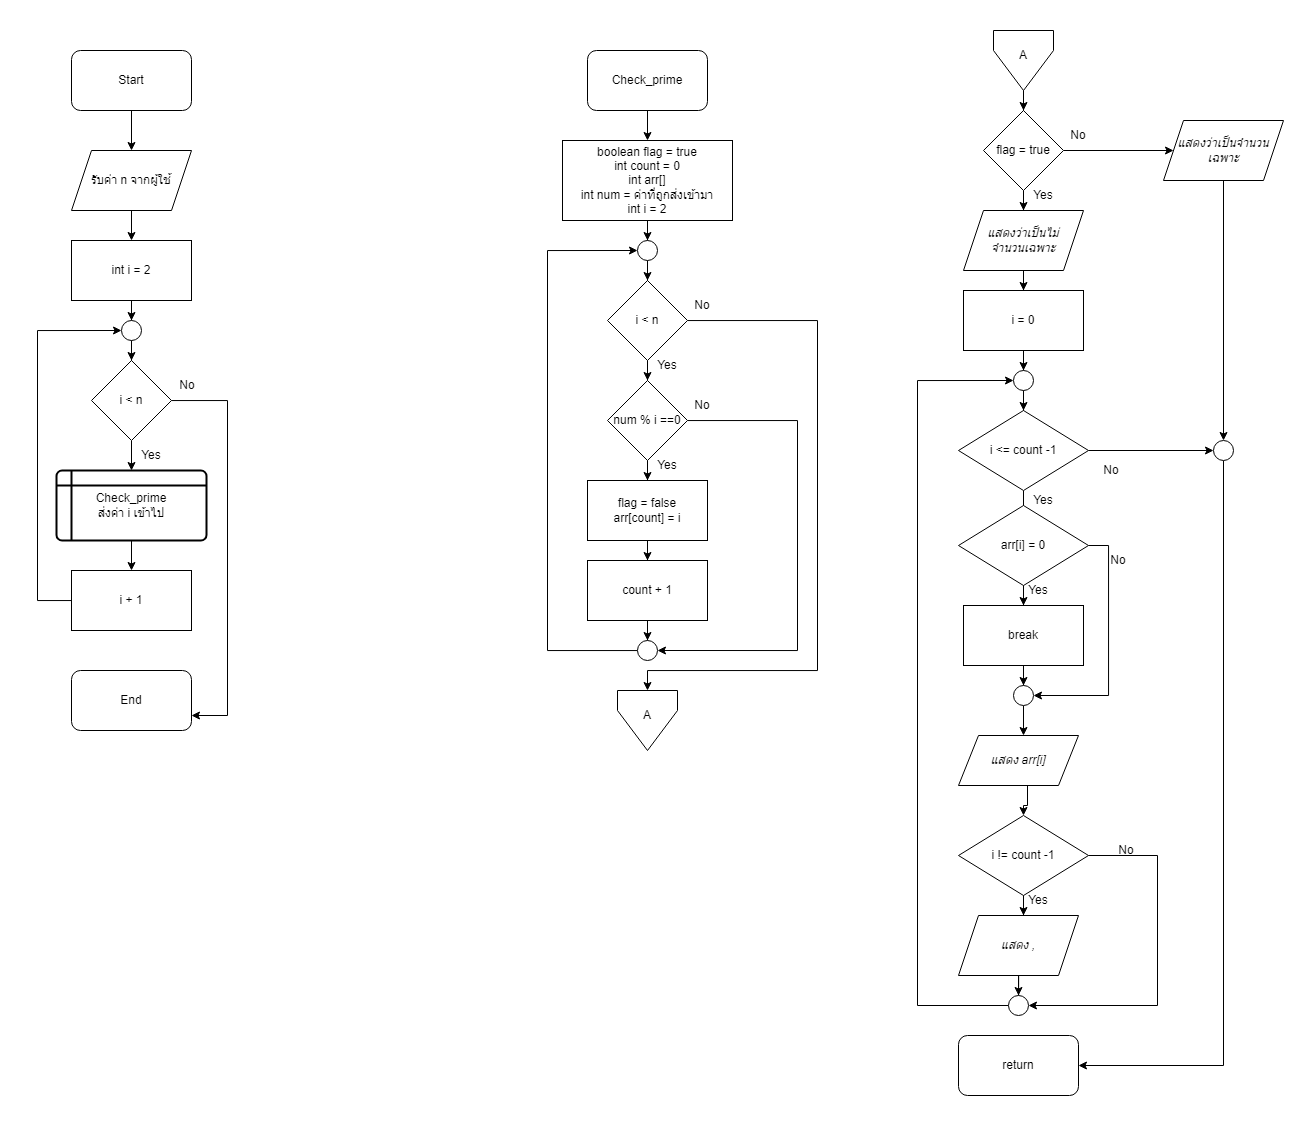 Start
รับค่า n จากผู้ใช้
int i = 2
i < n
No
Yes
Check_prime
ส่งค่า i เข้าไป
i + 1
End
Check_prime
boolean flag = true
int count = 0
int arr[]
int num = ค่าที่ถูกส่งเข้ามา
int i = 2
i < n
No
Yes
num % i ==0
No
Yes
flag = false
arr[count] = i
count + 1
A
A
flag = true
No
แสดงว่าเป็นจำนวน
เฉพาะ
Yes
แสดงว่าเป็นไม่
จำนวนเฉพาะ
i = 0
i <= count -1
No
Yes
arr[i] = 0
No
Yes
break
แสดง arr[i]
i != count -1
No
Yes
แสดง ,
return